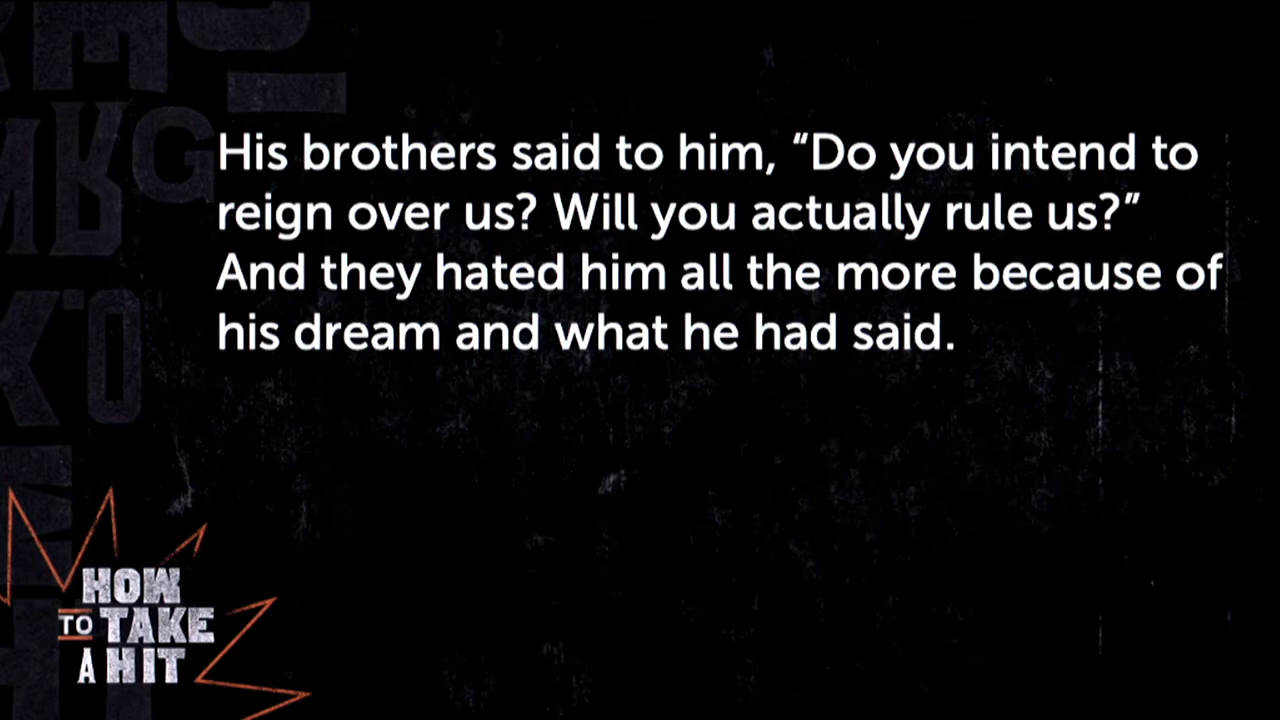 His brothers said to him, “Do you intend to
reign over us? Will you actually rule us?”
And they hated him all the more because of
his dream and what he had said.
HOW
TO TAKE
A HIT